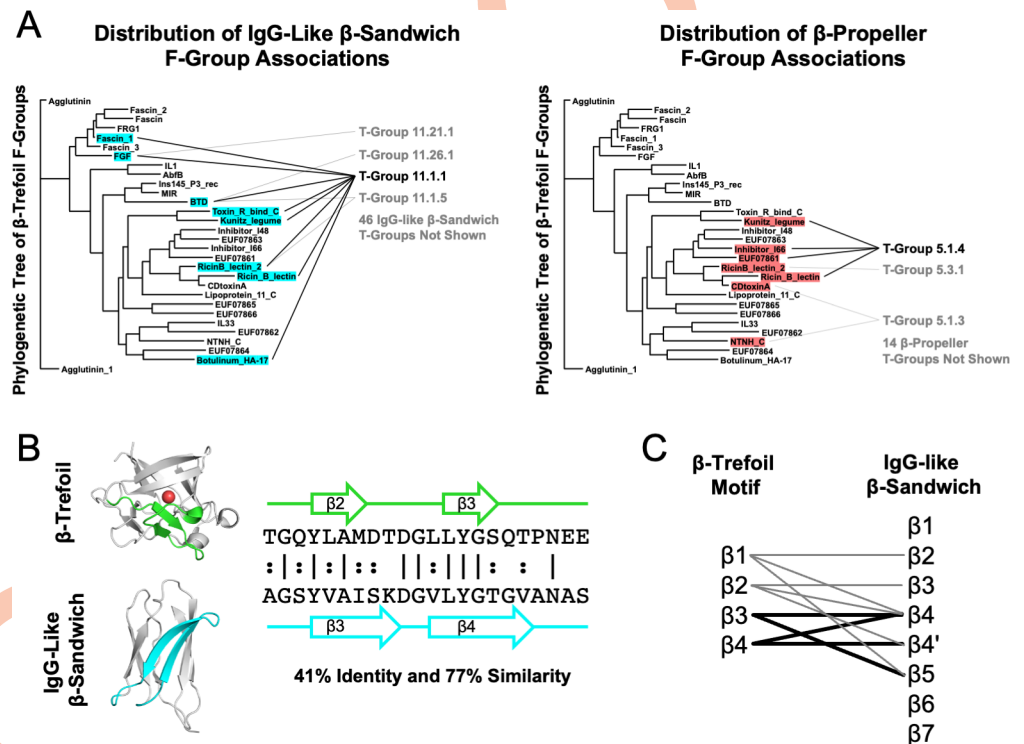 A
Distribution of IgG-Like β-Sandwich
F-Group Associations
Phylogenetic Tree of β-Trefoil F-Groups
Agglutinin
Fascin_2
Fascin
FRG1
Fascin_1
Fascin_3
FGF
IL1
AbfB
Ins145_P3_rec
MIR
BTD
Toxin_R_bind_C
Kunitz_legume
Inhibitor_I48
EUF07863
Inhibitor_I66
EUF07861
RicinB_lectin_2
Ricin_B_lectin
CDtoxinA
Lipoprotein_11_C
EUF07865
EUF07866
IL33
EUF07862
NTNH_C
EUF07864
Botulinum_HA-17
Agglutinin_1
T-Group 11.21.1
T-Group 11.26.1
T-Group 11.1.1
T-Group 11.1.5
46 IgG-like β-Sandwich
T-Groups Not Shown
Distribution of β-Propeller
F-Group Associations
Phylogenetic Tree of β-Trefoil F-Groups
Agglutinin
Fascin_2
Fascin
FRG1
Fascin_1
Fascin_3
FGF
IL1
AbfB
Ins145_P3_rec
MIR
BTD
Toxin_R_bind_C
Kunitz_legume
Inhibitor_I48
EUF07863
Inhibitor_I66
EUF07861
RicinB_lectin_2
Ricin_B_lectin
CDtoxinA
Lipoprotein_11_C
EUF07865
EUF07866
IL33
EUF07862
NTNH_C
EUF07864
Botulinum_HA-17
Agglutinin_1
T-Group 5.1.4
T-Group 5.3.1
T-Group 5.1.3
14 β-Propeller
T-Groups Not Shown
B
β-Trefoil
IgG-Like
β-Sandwich
β2 β3
TGQYLAMDTDGLLYGSQTPNEE
:|:|:|:: ||:||| : : |
AGSYVAISKDGVLYGTGVANAS
β3 β4
41% Identity and 77% Similarity
C
β-Trefoil
Motif
IgG-like
β-Sandwich
β1
β2
β3
β4
β1
β2
β3
β4
β4'
β5
β6
β7